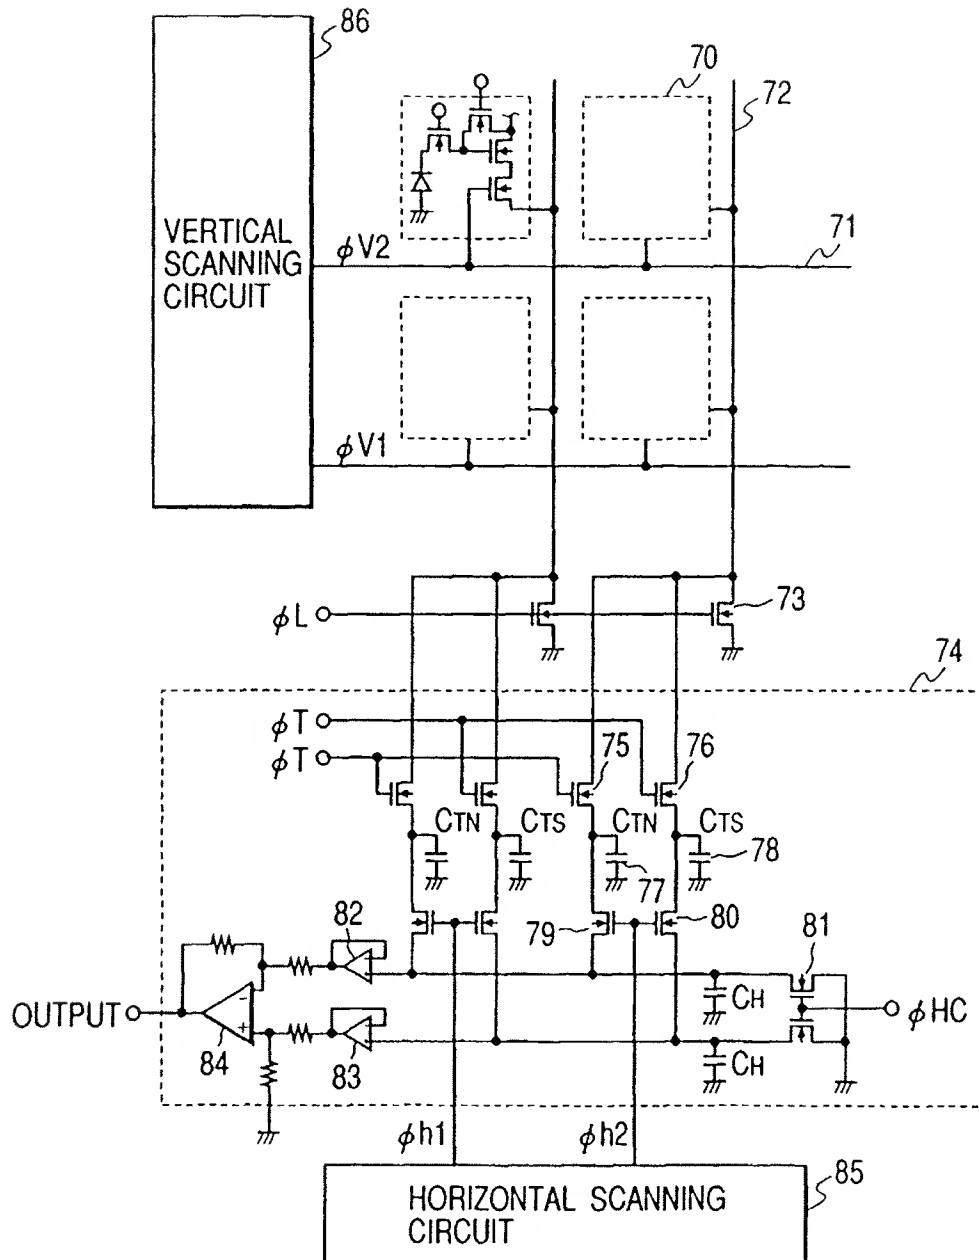 86
70
72
VERTICAL
SCANNING
CIRCUIT
φV2
71
φV1
φL
73
74
φT
φT
75
76
CTN
CTS
CTN
CTS
78
77
82
79
80
81
OUTPUT
-
+
84
83
CH
CH
φHC
φh1
φh2
85
HORIZONTAL SCANNING
CIRCUIT